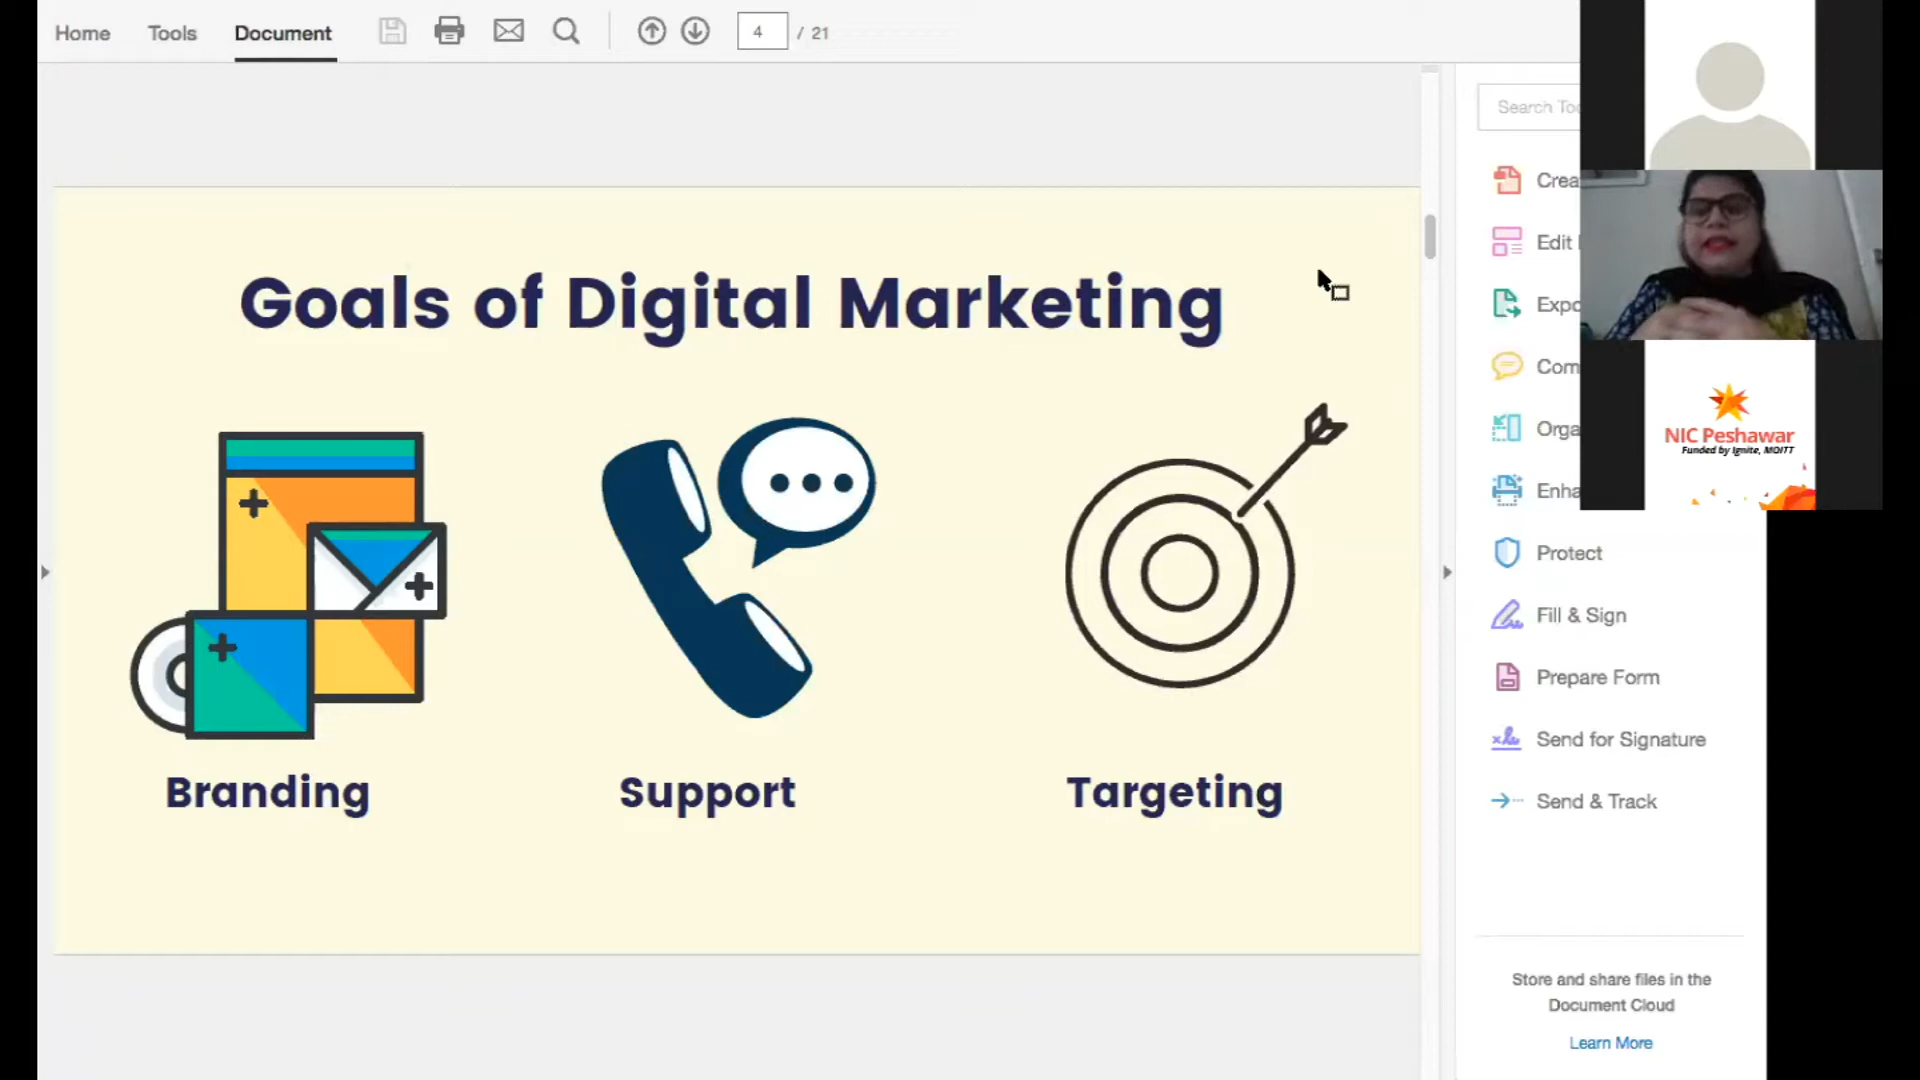 Home Tools Document 4 / 21
Search Too
Crea
Edit
Expo
Com
Orga
Enha
Protect
Fill & Sign
Prepare Form
Send for Signature
Send & Track
Store and share files in the
Document Cloud
Learn More
Goals of Digital Marketing
Branding Support Targeting
NIC Peshawar
Funded by Ignite, MOITT